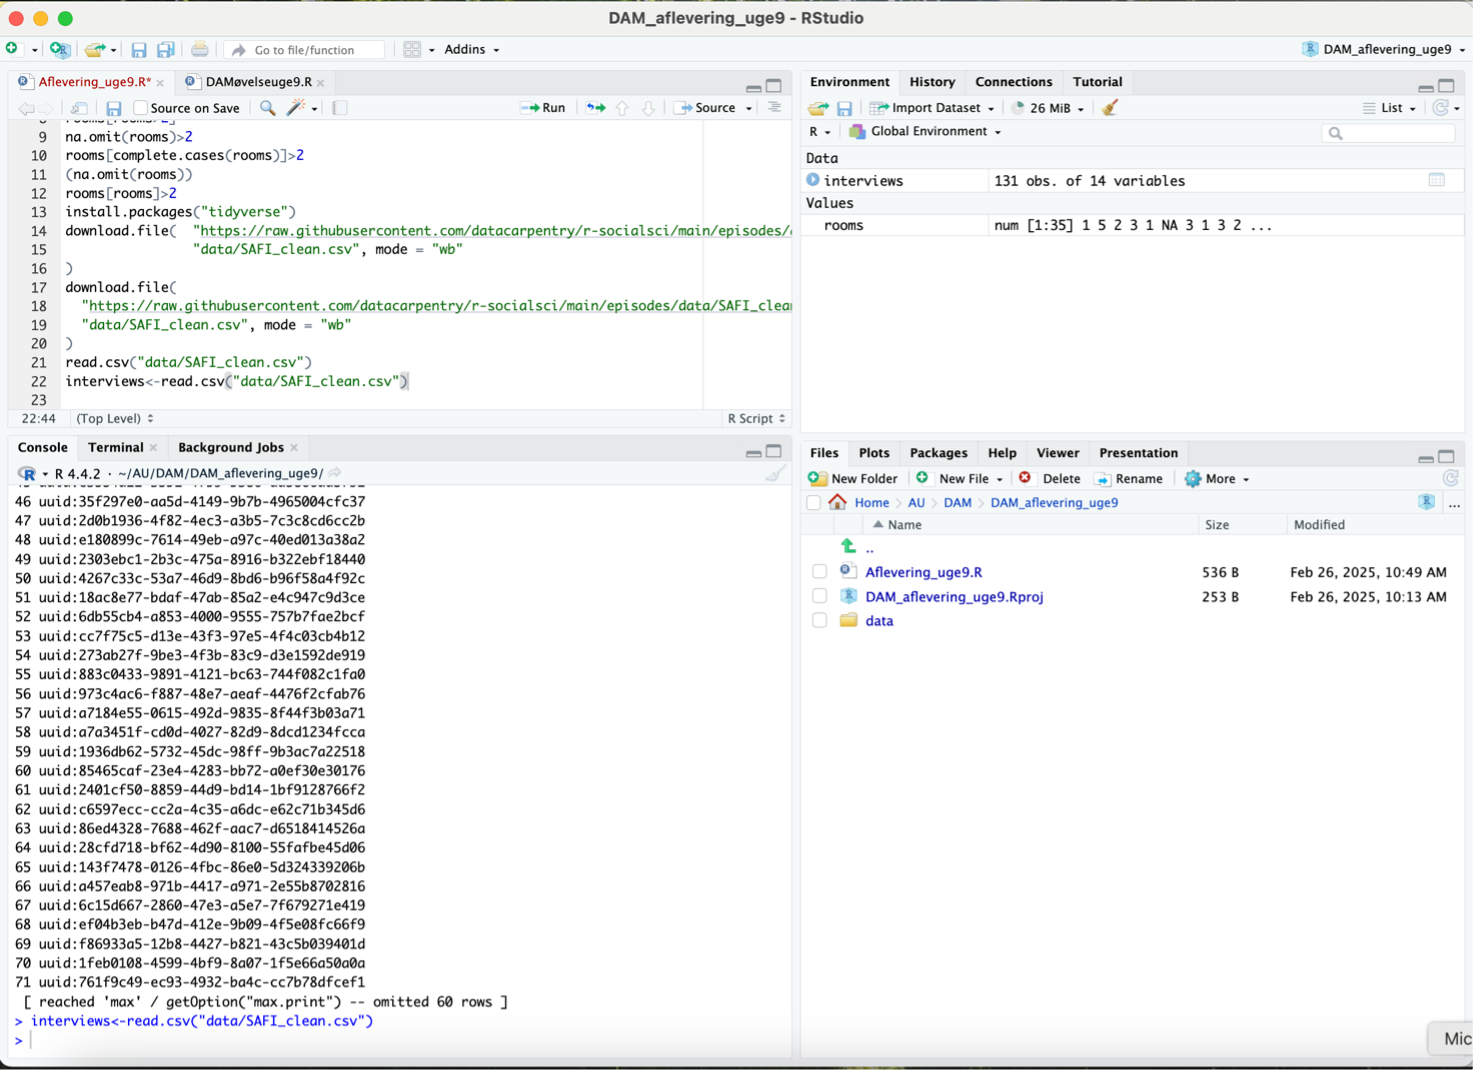 DAM_aflevering_uge9 - RStudio
Go to file/function
Addins
DAM_aflevering_uge9
Aflevering_uge9.R*
DAMøvelseuge9.R
Source on Save
Run
Source
9 na.omit(rooms)>2
10 rooms[complete.cases(rooms)]>2
11 (na.omit(rooms))
12 rooms[rooms]>2
13 install.packages("tidyverse")
14 download.file(  "https://raw.githubusercontent.com/datacarpentry/r-socialsci/main/episodes/
15 "data/SAFI_clean.csv", mode = "wb"
16 )
17 download.file(
18 "https://raw.githubusercontent.com/datacarpentry/r-socialsci/main/episodes/data/SAFI_clea
19 "data/SAFI_clean.csv", mode = "wb"
20 )
21 read.csv("data/SAFI_clean.csv")
22 interviews<-read.csv("data/SAFI_clean.csv")
23
22:44 (Top Level) R Script
Console Terminal Background Jobs
R 4.4.2 · ~/AU/DAM/DAM_aflevering_uge9/
46 uuid:35f297e0-aa5d-4149-9b7b-4965004cfc37
47 uuid:2d0b1936-4f82-4ec3-a3b5-7c3c8cd6cc2b
48 uuid:e180899c-7614-49eb-a97c-40ed013a38a2
49 uuid:2303ebc1-2b3c-475a-8916-b322ebf18440
50 uuid:4267c33c-53a7-46d9-8bd6-b96f58a4f92c
51 uuid:18ac8e77-bdaf-47ab-85a2-e4c947c9d3ce
52 uuid:6db55cb4-a853-4000-9555-757b7fae2bcf
53 uuid:cc7f75c5-d13e-43f3-97e5-4f4c03cb4b12
54 uuid:273ab27f-9be3-4f3b-83c9-d3e1592de919
55 uuid:883c0433-9891-4121-bc63-744f082c1fa0
56 uuid:973c4ac6-f887-48e7-aeaf-4476f2cfab76
57 uuid:a7184e55-0615-492d-9835-8f44f3b03a71
58 uuid:a7a3451f-cd0d-4027-82d9-8dcd1234fcca
59 uuid:1936db62-5732-45dc-98ff-9b3ac7a22518
60 uuid:85465caf-23e4-4283-bb72-a0ef30e30176
61 uuid:2401cf50-8859-44d9-bd14-1bf9128766f2
62 uuid:c6597ecc-cc2a-4c35-a6dc-e62c71b345d6
63 uuid:86ed4328-7688-462f-aac7-d6518414526a
64 uuid:28cfd718-bf62-4d90-8100-55fafbe45d06
65 uuid:143f7478-0126-4fbc-86e0-5d324339206b
66 uuid:a457eab8-971b-4417-a971-2e55b8702816
67 uuid:6c15d667-2860-47e3-a5e7-7f679271e419
68 uuid:ef04b3eb-b47d-412e-9b09-4f5e08fc66f9
69 uuid:f86933a5-12b8-4427-b821-43c5b039401d
70 uuid:1feb0108-4599-4bf9-8a07-1f5e66a50a0a
71 uuid:761f9c49-ec93-4932-ba4c-cc7b78dfcef1
[ reached 'max' / getOption("max.print") -- omitted 60 rows ]
> interviews<-read.csv("data/SAFI_clean.csv")
>
Environment History Connections Tutorial
Import Dataset 26 MiB List
R Global Environment
Data
interviews 131 obs. of 14 variables
Values
rooms num [1:35] 1 5 2 3 1 NA 3 1 3 2 ...
Files Plots Packages Help Viewer Presentation
New Folder New File Delete Rename More
Home AU DAM DAM_aflevering_uge9 ...
Name Size Modified
..
Aflevering_uge9.R 536 B Feb 26, 2025, 10:49 AM
DAM_aflevering_uge9.Rproj 253 B Feb 26, 2025, 10:13 AM
data
Mic